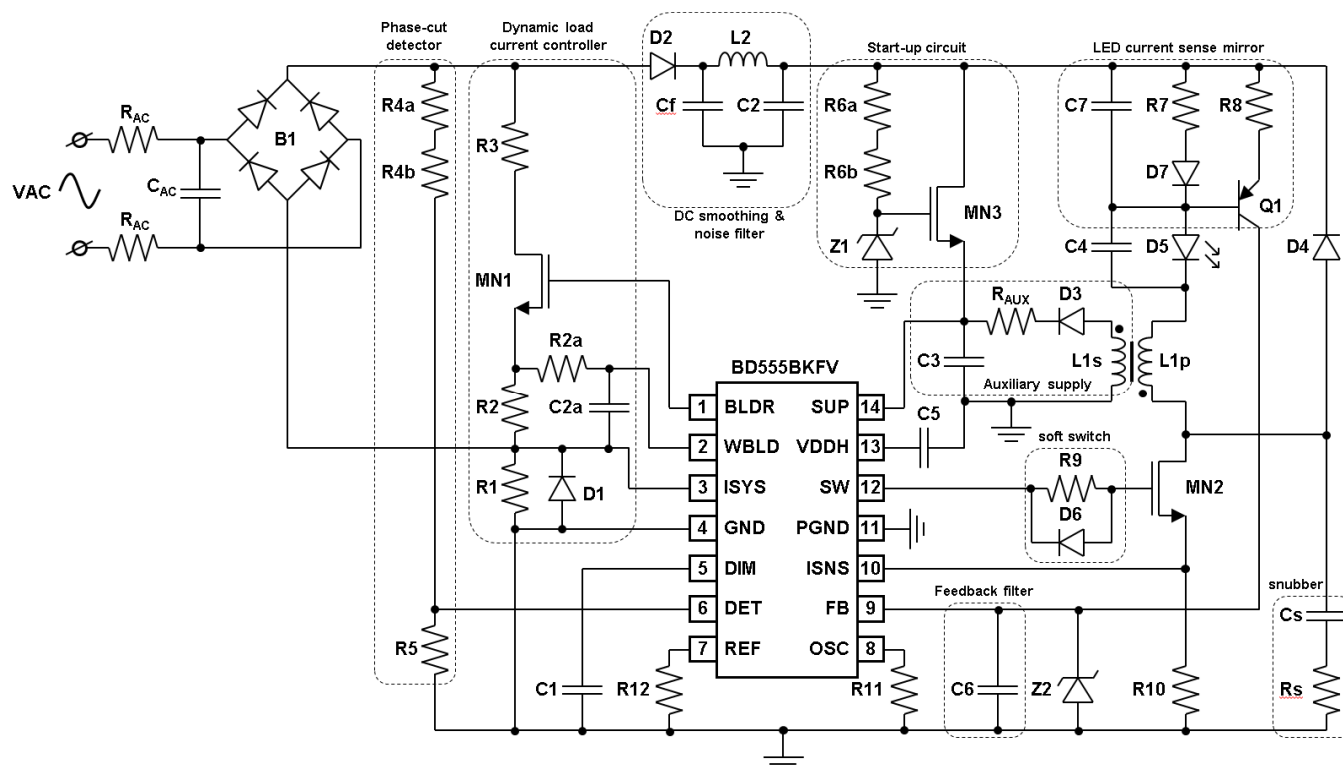 Phase-cut
detector
Dynamic load
current controller
D2
L2
Start-up circuit
LED current sense mirror
R4a
R6a
C7
R7
R8
RAC
Cf
C2
B1
R3
R4b
R6b
D7
VAC
CAC
MN3
Q1
RAC
DC smoothing &
noise filter
Z1
C4
D5
D4
MN1
RAUX
D3
R2a
C3
L1s
L1p
BD555BKFV
Auxiliary supply
R2
C2a
1
BLDR
SUP
14
C5
2
WBLD
VDDH
13
soft switch
R1
D1
3
ISYS
SW
12
R9
MN2
4
GND
PGND
11
D6
5
DIM
ISNS
10
Feedback filter
snubber
6
DET
FB
9
Cs
R5
7
REF
OSC
8
C1
R12
R11
C6
Z2
R10
Rs